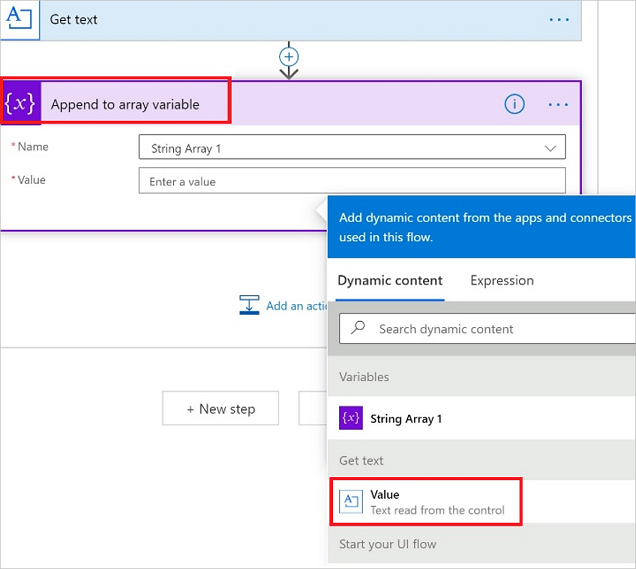 Get text
Append to array variable
* Name
String Array 1
* Value
Enter a value
Add dynamic content from the apps and connectors
used in this flow.
Dynamic content
Expression
Add an actio
Search dynamic content
Variables
{x} String Array 1
Get text
+ New step
Value
Text read from the control
Start your UI flow